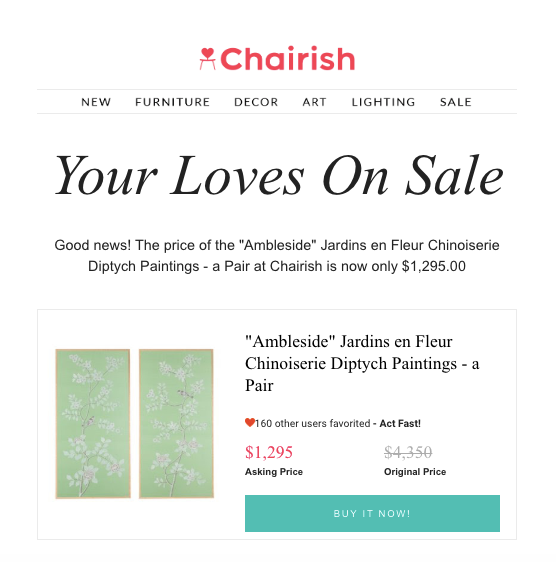 Chairish
NEW FURNITURE DECOR ART LIGHTING SALE
Your Loves On Sale
Good news! The price of the "Ambleside" Jardins en Fleur Chinoiserie
Diptych Paintings - a Pair at Chairish is now only $1,295.00
"Ambleside" Jardins en Fleur
Chinoiserie Diptych Paintings - a
Pair
160 other users favorited - Act Fast!
$1,295 $4,350
Asking Price Original Price
BUY IT NOW!